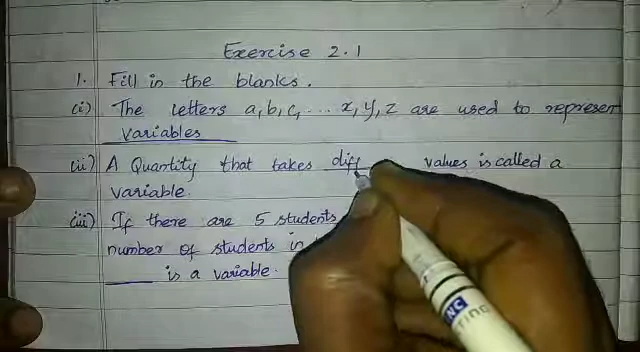 Exercise 2.1
1. Fill in the blanks.
(i) The letters a, b, c, ... x, y, z are used to represent
variables
(ii) A Quantity that takes diff values is called a
variable.
(iii) If there are 5 students
number of students in
is a variable.